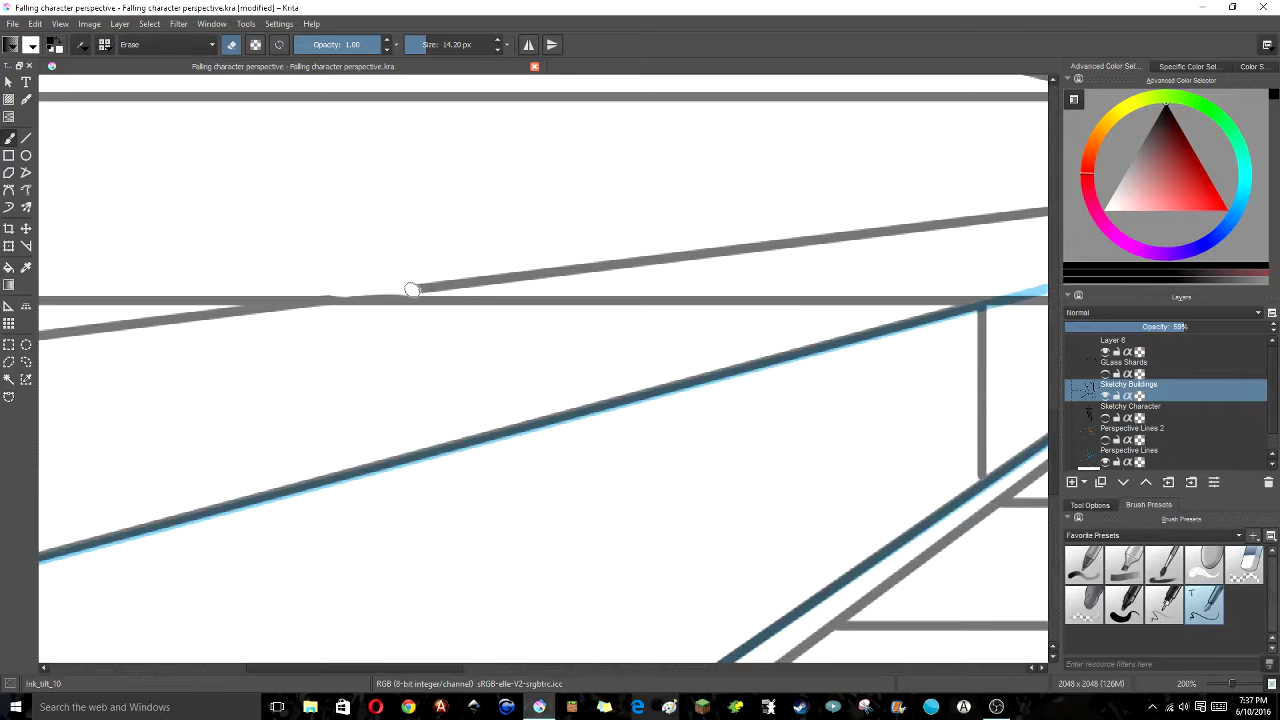 Falling character perspective - Falling character perspective.kra [modified] - Krita
File Edit View Image Layer Select Filter Window Tools Settings Help
Erase Opacity: 1.00 Size: 14.20 px
Falling character perspective - Falling character perspective.kra
Advanced Color Sel... Specific Color Sel... Color S...
Advanced Color Selector
Layers
Normal
Opacity: 59%
Layer 6
GLass Shards
Sketchy Buildings
Sketchy Character
Perspective Lines 2
Perspective Lines
Tool Options Brush Presets
Brush Presets
Favorite Presets
Enter resource filters here
Ink_tilt_10 RGB (8-bit integer/channel) sRGB-elle-V2-srgbtrc.icc 2048 x 2048 (126M) 200%
Search the web and Windows
7:37 PM
6/10/2016